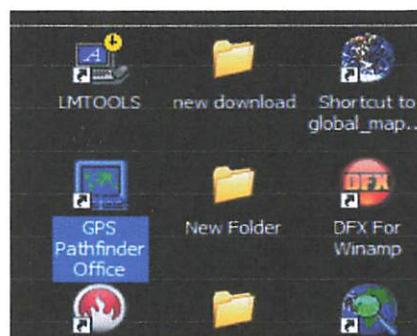 LMTOOLS
new download
Shortcut to
global_map...
GPS
Pathfinder
Office
New Folder
DFX
DFX For
Winamp